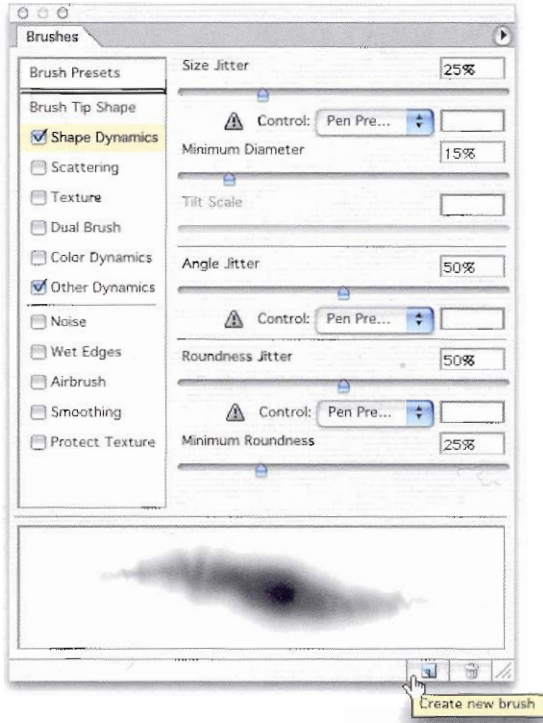 Brushes
Brush Presets
Brush Tip Shape
Shape Dynamics
Scattering
Texture
Dual Brush
Color Dynamics
Other Dynamics
Noise
Wet Edges
Airbrush
Smoothing
Protect Texture
Size Jitter 25%
Control: Pen Pre...
Minimum Diameter 15%
Tilt Scale
Angle Jitter 50%
Control: Pen Pre...
Roundness Jitter 50%
Control: Pen Pre...
Minimum Roundness 25%
Create new brush